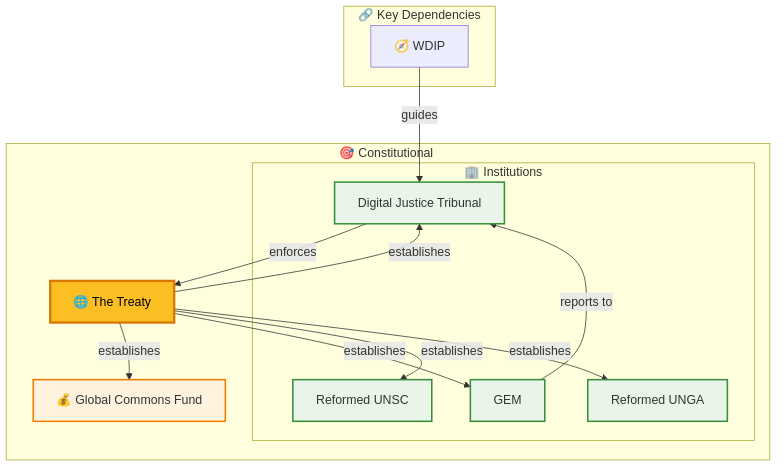 🔗 Key Dependencies
🧭 WDIP
guides
🎯 Constitutional
🏢 Institutions
Digital Justice Tribunal
enforces
establishes
🌐 The Treaty
reports to
establishes
establishes
establishes
establishes
💰 Global Commons Fund
Reformed UNSC
GEM
Reformed UNGA